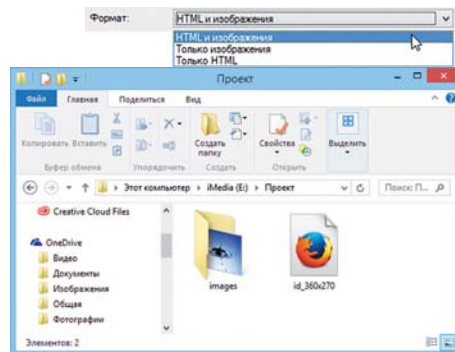 Формат: HTML и изображения
HTML и изображения
Только изображения
Только HTML
Проект
Файл Главная Поделиться Вид
Копировать Вставить Создать папку Свойства Выделить
Буфер обмена Упорядочить Создать Открыть
Этот компьютер iMedia (E:) Проект Поиск: П...
Creative Cloud Files
OneDrive
Видео
Документы
Изображения
Общая
Фотографии
images id_360x270
Элементов: 2